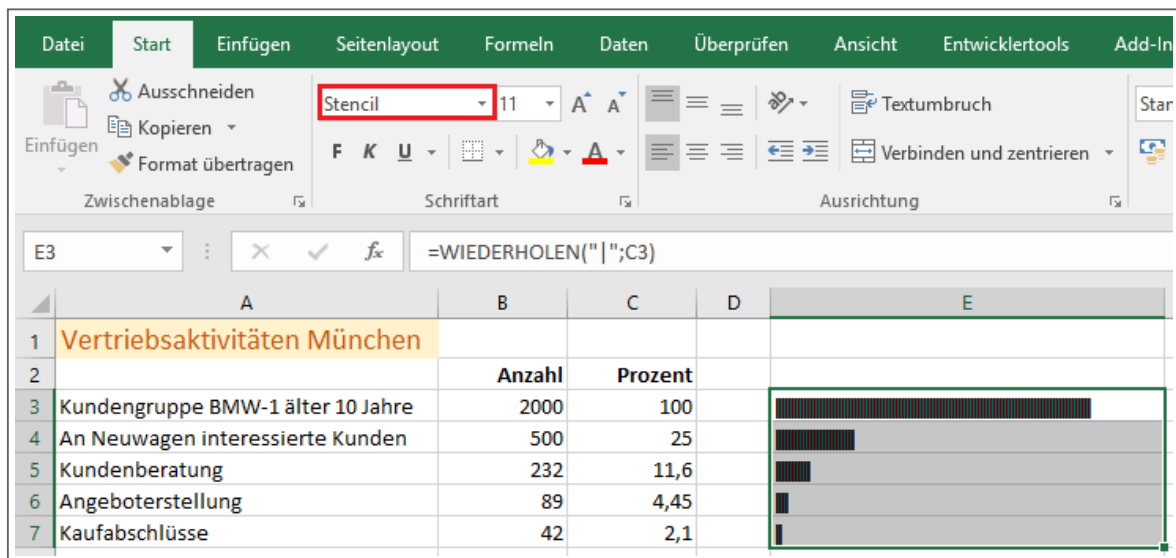 Datei Start Einfügen Seitenlayout Formeln Daten Überprüfen Ansicht Entwicklertools Add-In
Ausschneiden
Kopieren
Format übertragen
Einfügen
Zwischenablage
Stencil 11 A A
F K U A
Schriftart
Textumbruch
Verbinden und zentrieren
Ausrichtung
Stan
E3 fx =WIEDERHOLEN("|";C3)
A B C D E
1 Vertriebsaktivitäten München
2 Anzahl Prozent
3 Kundengruppe BMW-1 älter 10 Jahre 2000 100
4 An Neuwagen interessierte Kunden 500 25
5 Kundenberatung 232 11,6
6 Angeboterstellung 89 4,45
7 Kaufabschlüsse 42 2,1